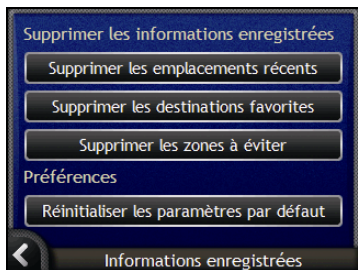 Supprimer les informations enregistrées
Supprimer les emplacements récents
Supprimer les destinations favorites
Supprimer les zones à éviter
Préférences
Réinitialiser les paramètres par défaut
Informations enregistrées